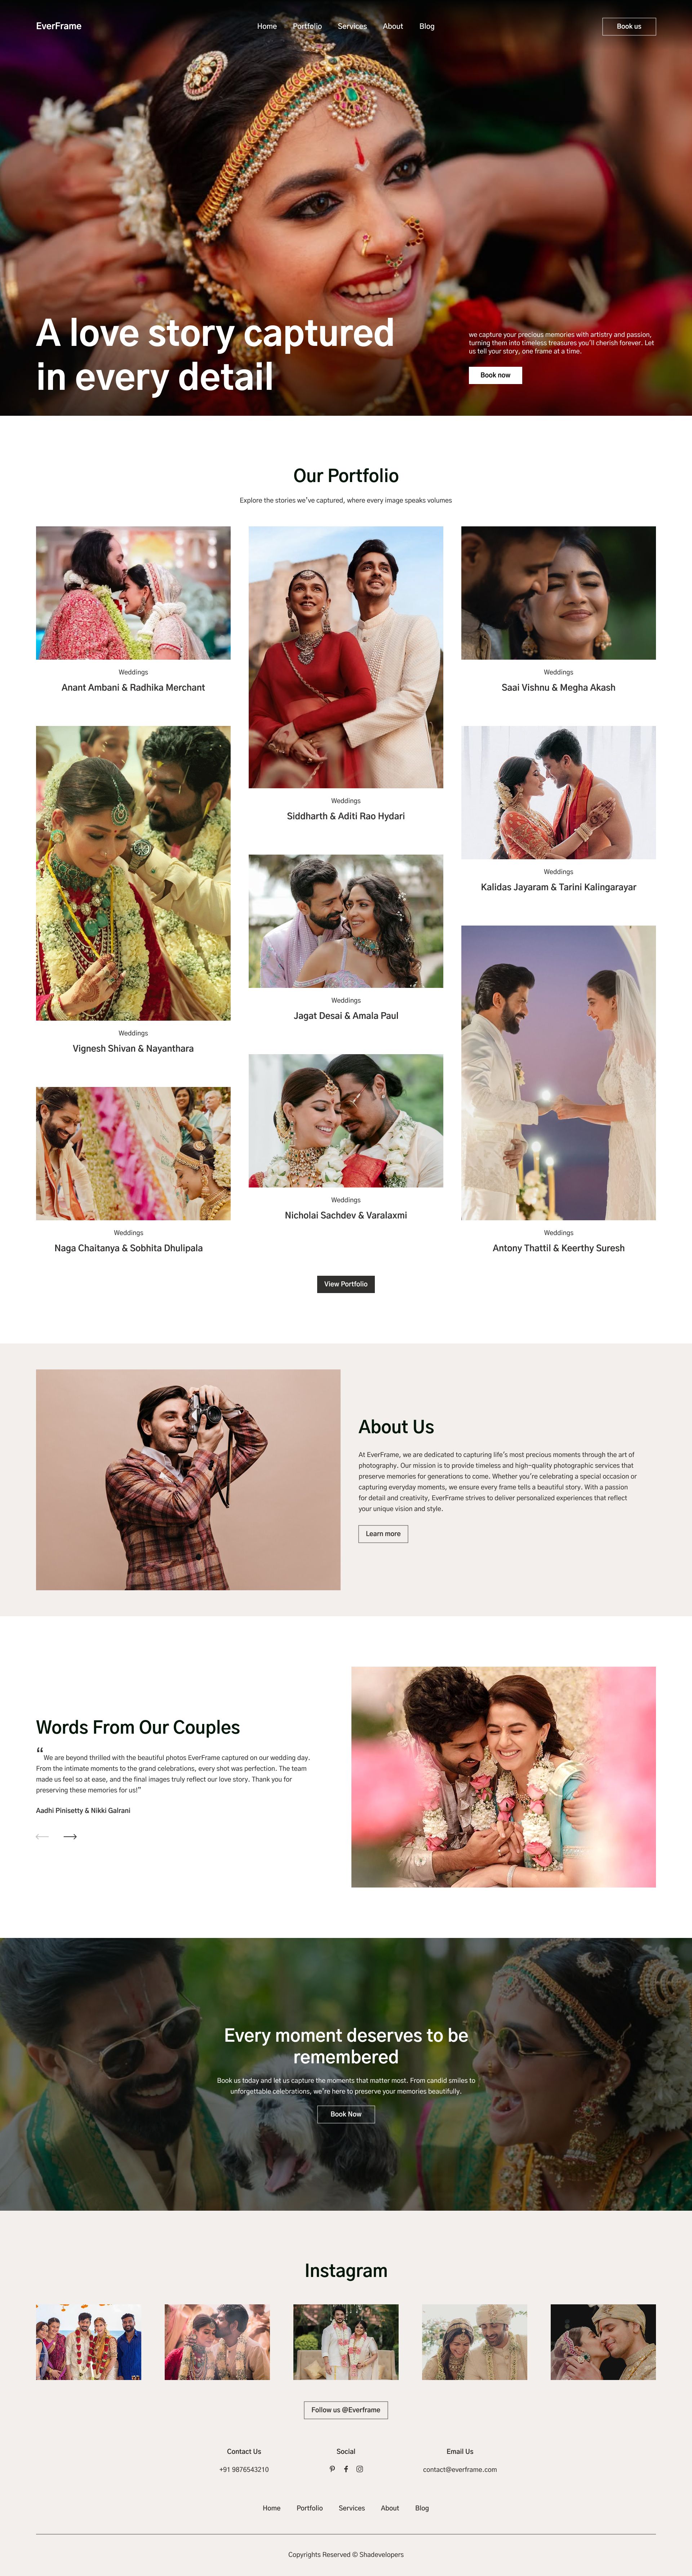 EverFrame
Home Portfolio Services About Blog
Book us
A love story captured
in every detail
we capture your precious memories with artistry and passion,
turning them into timeless treasures you'll cherish forever. Let
us tell your story, one frame at a time.
Book now
Our Portfolio
Explore the stories we've captured, where every image speaks volumes
Weddings
Anant Ambani & Radhika Merchant
Weddings
Vignesh Shivan & Nayanthara
Weddings
Naga Chaitanya & Sobhita Dhulipala
Weddings
Siddharth & Aditi Rao Hydari
Weddings
Jagat Desai & Amala Paul
Weddings
Nicholai Sachdev & Varalaxmi
Weddings
Saai Vishnu & Megha Akash
Weddings
Kalidas Jayaram & Tarini Kalingarayar
Weddings
Antony Thattil & Keerthy Suresh
View Portfolio
About Us
At EverFrame, we are dedicated to capturing life's most precious moments through the art of
photography. Our mission is to provide timeless and high-quality photographic services that
preserve memories for generations to come. Whether you're celebrating a special occasion or
capturing everyday moments, we ensure every frame tells a beautiful story. With a passion
for detail and creativity, EverFrame strives to deliver personalized experiences that reflect
your unique vision and style.
Learn more
Words From Our Couples
“We are beyond thrilled with the beautiful photos EverFrame captured on our wedding day.
From the intimate moments to the grand celebrations, every shot was perfection. The team
made us feel so at ease, and the final images truly reflect our love story. Thank you for
preserving these memories for us!”
Aadhi Pinisetty & Nikki Galrani
Every moment deserves to be
remembered
Book us today and let us capture the moments that matter most. From candid smiles to
unforgettable celebrations, we're here to preserve your memories beautifully.
Book Now
Instagram
Follow us @Everframe
Contact Us
+91 9876543210
Social
Email Us
contact@everframe.com
Home Portfolio Services About Blog
Copyrights Reserved © Shadevelopers